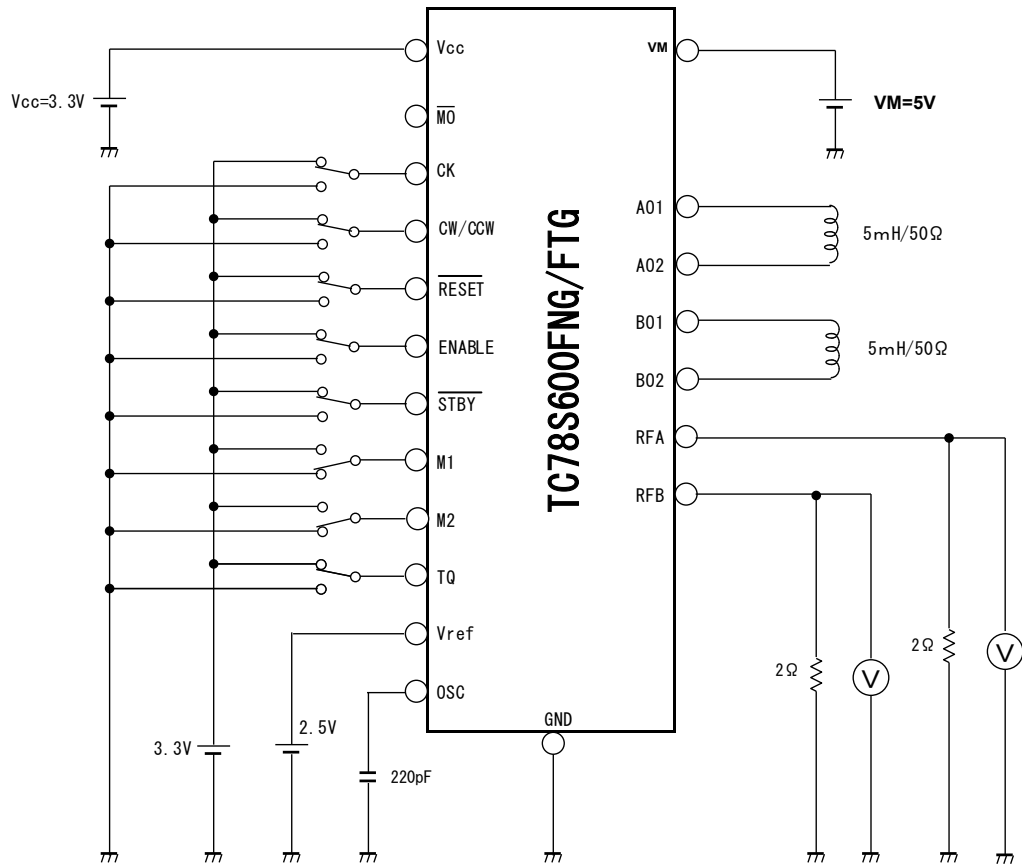 Vcc
VM
Vcc=3.3V
VM=5V
MO
CK
CW/CCW
RESET
ENABLE
STBY
M1
M2
TQ
Vref
OSC
TC78S600FNG/FTG
AO1
AO2
BO1
BO2
RFA
RFB
5mH/50Ω
5mH/50Ω
2Ω
V
2Ω
V
GND
3.3V
2.5V
220pF